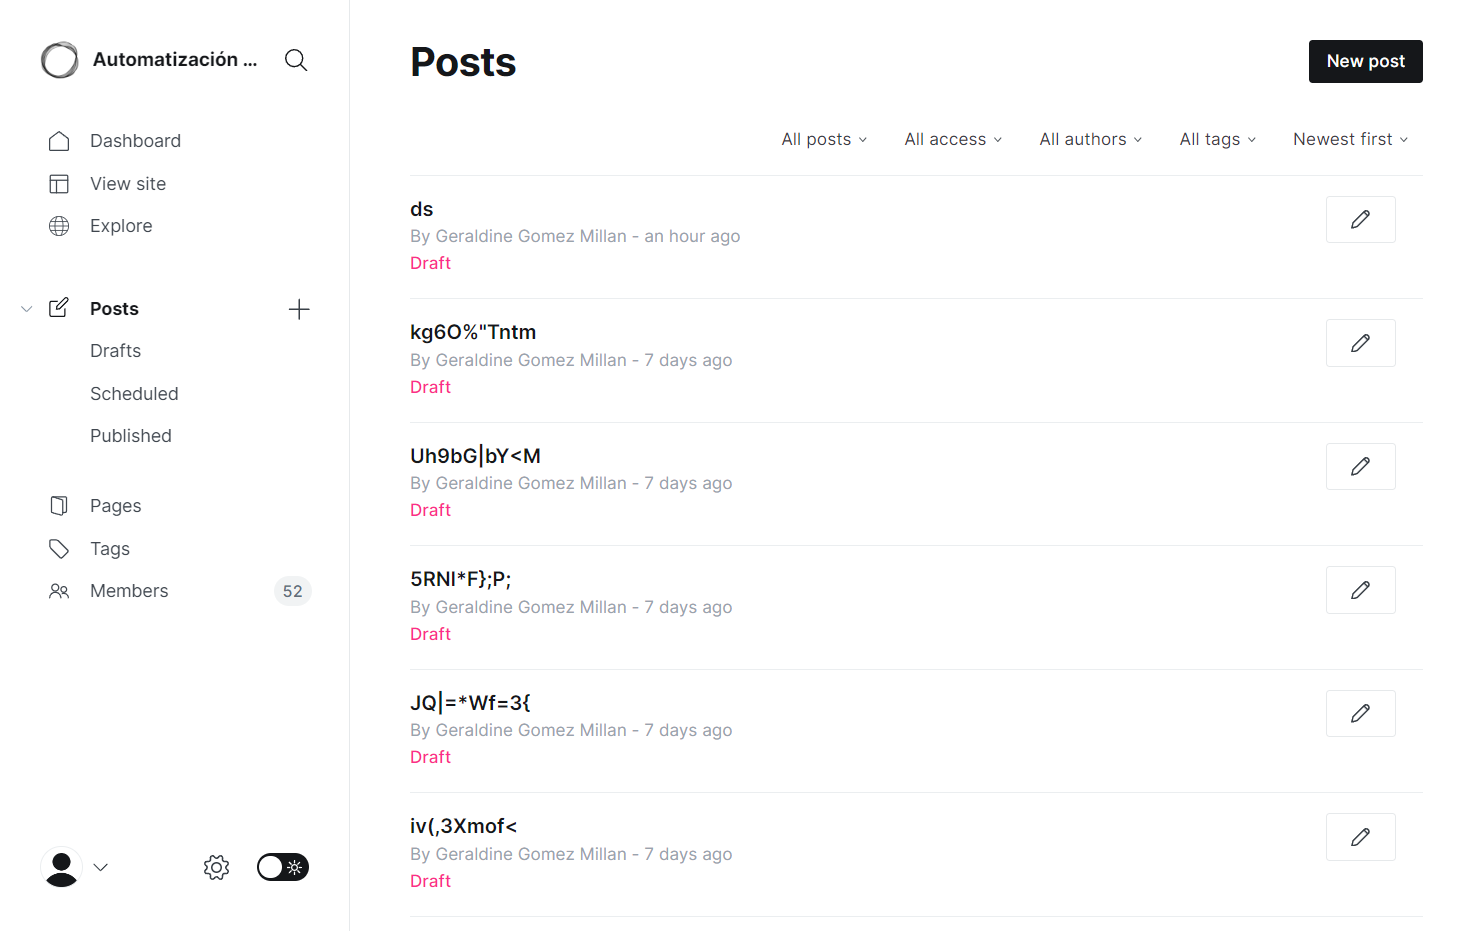 Automatización ...
Dashboard
View site
Explore
Posts
Drafts
Scheduled
Published
Pages
Tags
Members 52
Posts
New post
All posts All access All authors All tags Newest first
ds
By Geraldine Gomez Millan - an hour ago
Draft
kg6O%"Tntm
By Geraldine Gomez Millan - 7 days ago
Draft
Uh9bG|bY<M
By Geraldine Gomez Millan - 7 days ago
Draft
5RNI*F};P;
By Geraldine Gomez Millan - 7 days ago
Draft
JQ|=*Wf=3{
By Geraldine Gomez Millan - 7 days ago
Draft
iv(,3Xmof<
By Geraldine Gomez Millan - 7 days ago
Draft